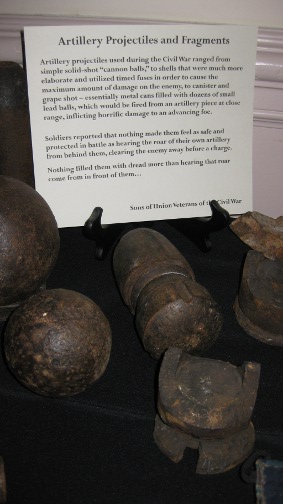 Artillery Projectiles and Fragments
Artillery projectiles used during the Civil War ranged from
simple solid-shot "cannon balls," to shells that were much more
elaborate and utilized timed fuses in order to cause the
maximum amount of damage on the enemy, to canister and
grape shot – essentially metal cans filled with dozens of small
lead balls, which would be fired from an artillery piece at close
range, inflicting horrific damage to an advancing foe.
Soldiers reported that nothing made them feel as safe and
protected in battle as hearing the roar of their own artillery
from behind them, clearing the enemy away before a charge.
Nothing filled them with dread more than hearing that roar
come from in front of them…
Sons of Union Veterans of the Civil War